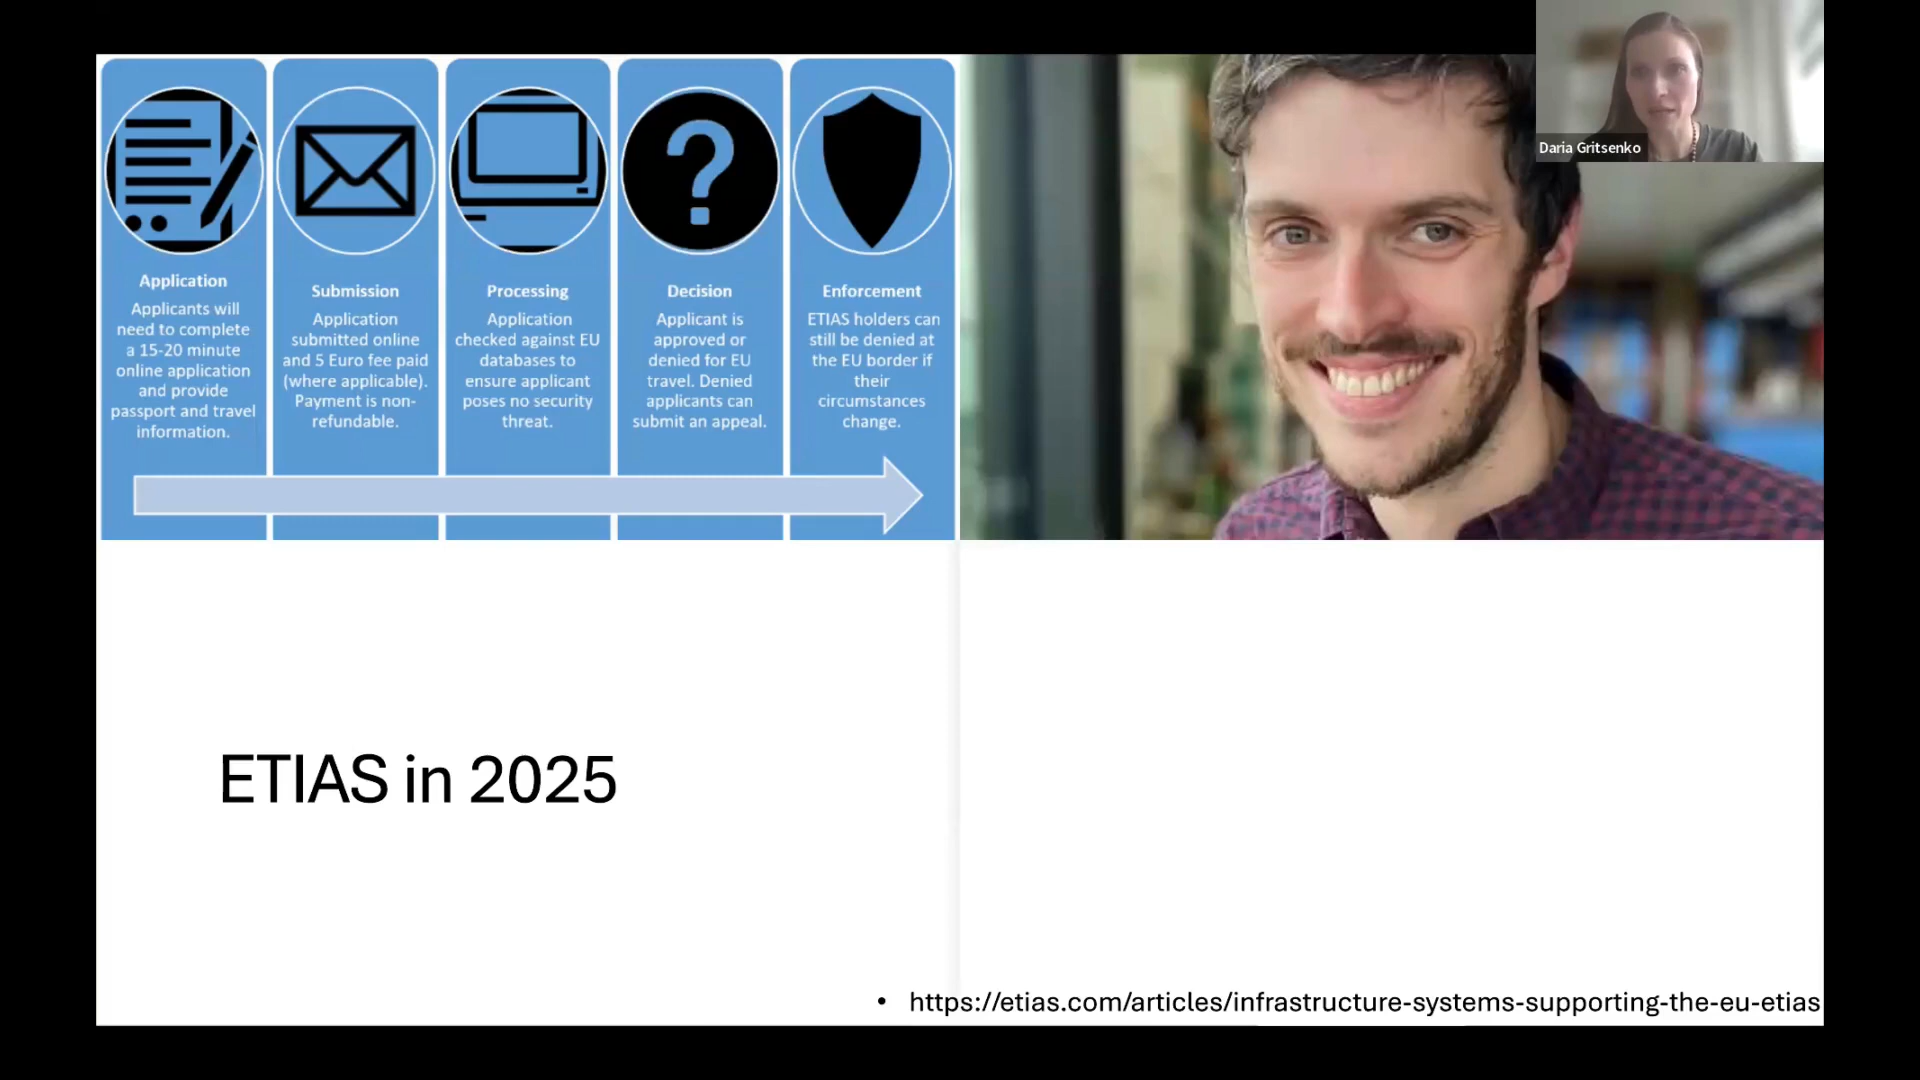 Daria Gritsenko
Application
Applicants will
need to complete
a 15-20 minute
online application
and provide
passport and travel
information.
Submission
Application
submitted online
and 5 Euro fee paid
(where applicable).
Payment is non-
refundable.
Processing
Application
checked against EU
databases to
ensure applicant
poses no security
threat.
Decision
Applicant is
approved or
denied for EU
travel. Denied
applicants can
submit an appeal.
Enforcement
ETIAS holders can
still be denied at
the EU border if
their
circumstances
change.
ETIAS in 2025
• https://etias.com/articles/infrastructure-systems-supporting-the-eu-etias